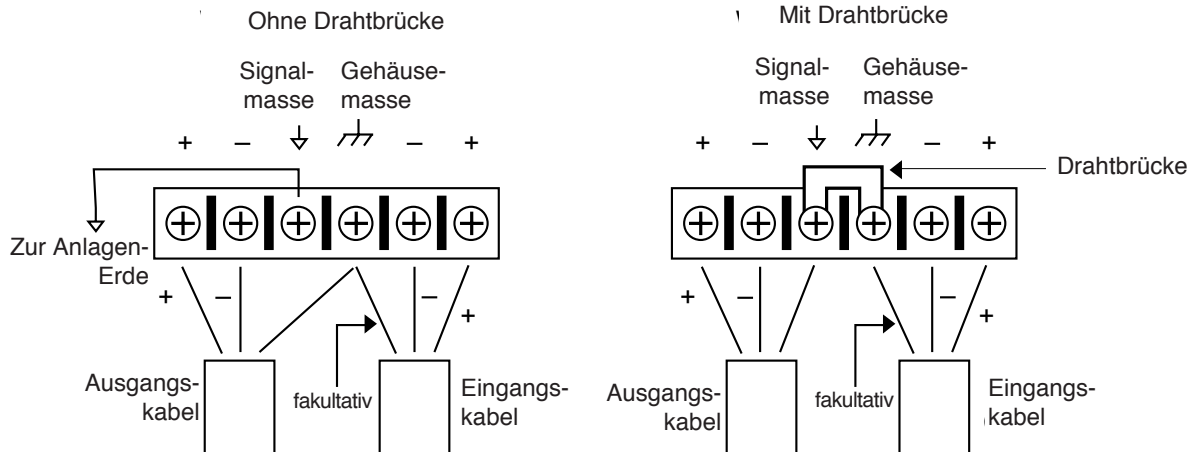 Ohne Drahtbrücke
Signal-
masse
Gehäuse-
masse
+ – – +
Zur Anlagen-
Erde
+ – – +
Ausgangs-
kabel
fakultativ
Eingangs-
kabel
Mit Drahtbrücke
Signal-
masse
Gehäuse-
masse
+ – – +
Drahtbrücke
+ – – +
Ausgangs-
kabel
fakultativ
Eingangs-
kabel